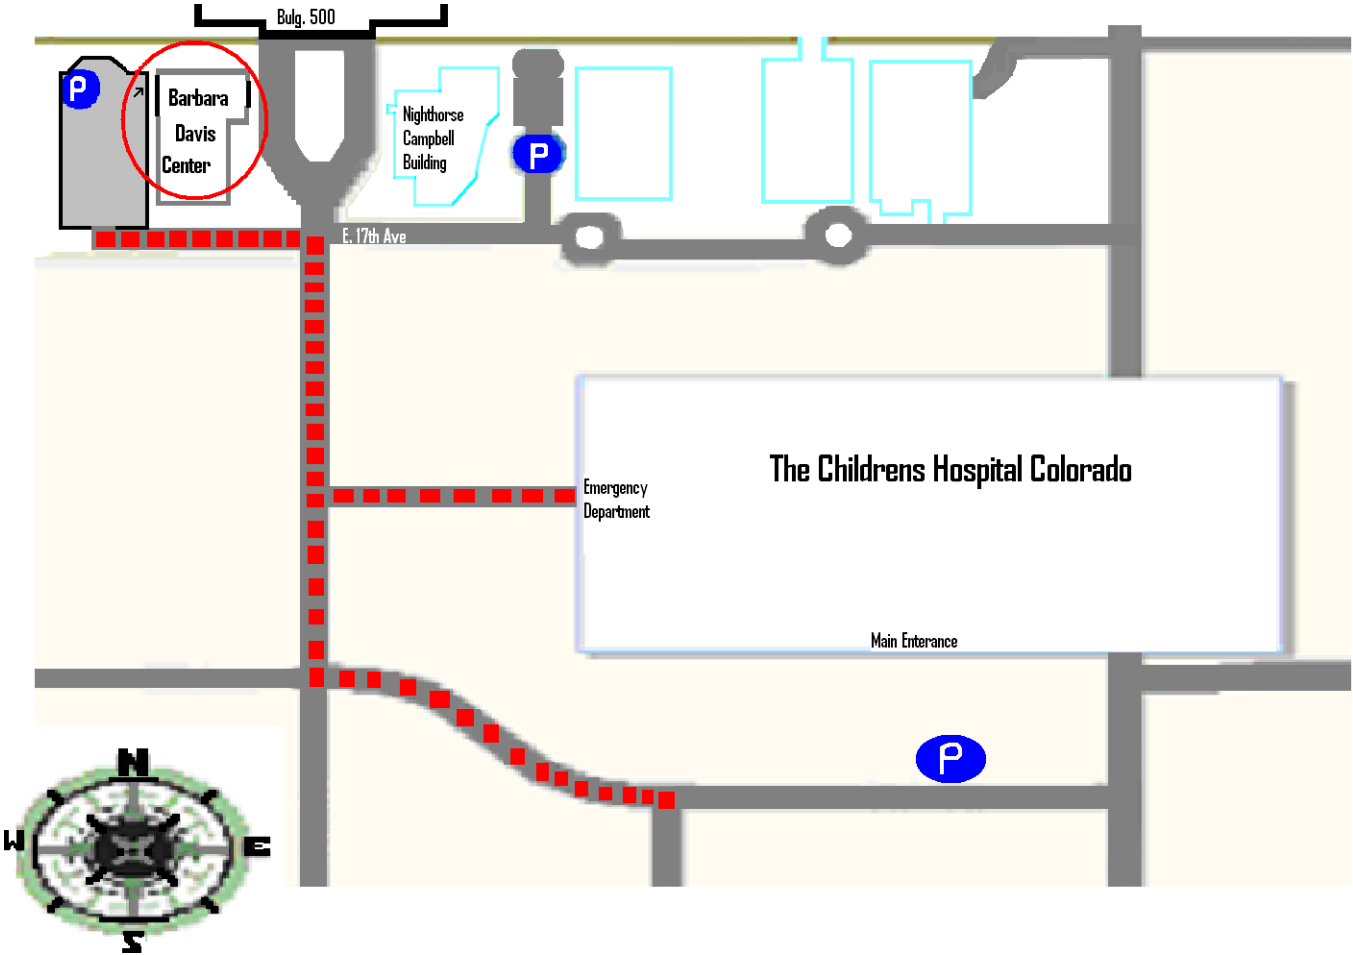 Bulg. 500
P
Barbara
Davis
Center
Nighthorse
Campbell
Building
P
E. 17th Ave
The Childrens Hospital Colorado
Emergency
Department
Main Enterance
P
N
W
E
S